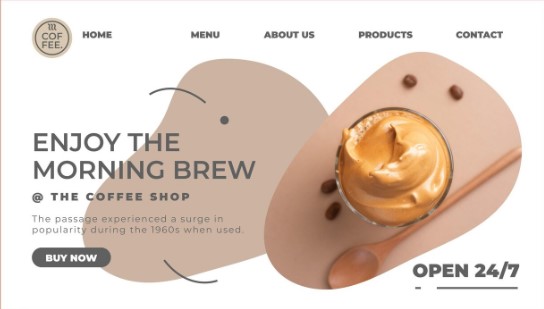 COF
FEE.
HOME MENU ABOUT US PRODUCTS CONTACT
ENJOY THE
MORNING BREW
@ THE COFFEE SHOP
The passage experienced a surge in
popularity during the 1960s when used.
BUY NOW
OPEN 24/7